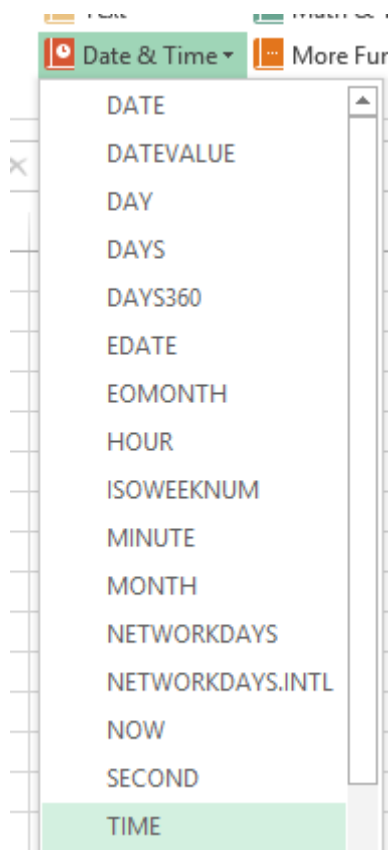 Date & Time
More Fur
DATE
DATEVALUE
DAY
DAYS
DAYS360
EDATE
EOMONTH
HOUR
ISOWEEKNUM
MINUTE
MONTH
NETWORKDAYS
NETWORKDAYS.INTL
NOW
SECOND
TIME